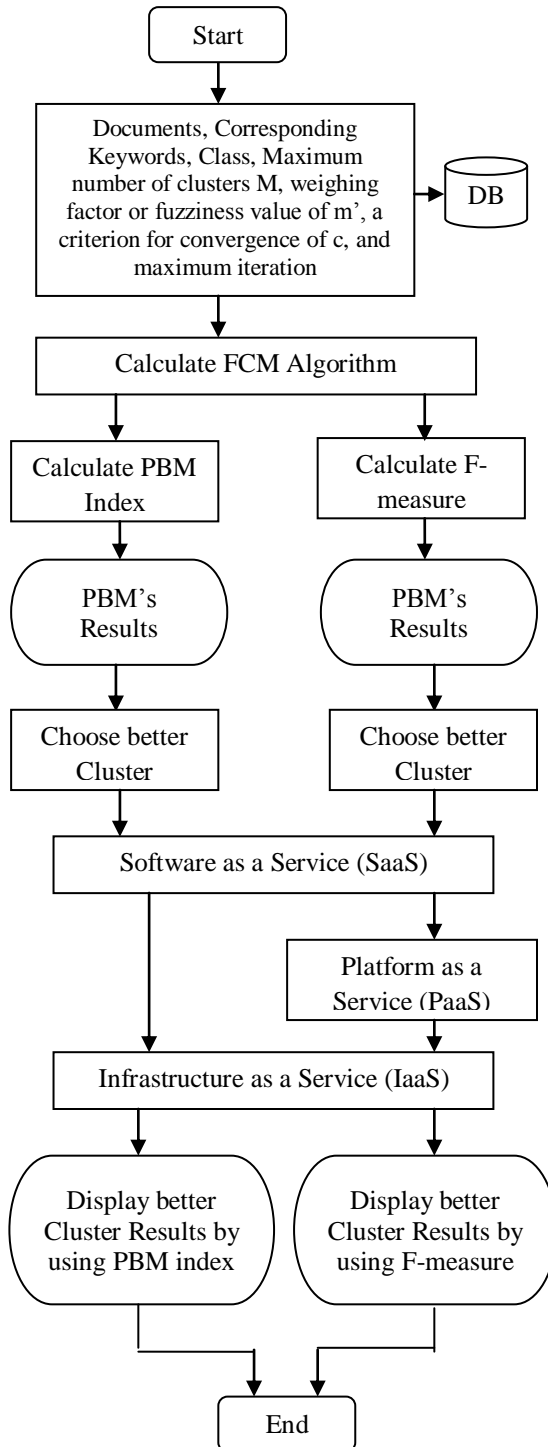 Start
Documents, Corresponding
Keywords, Class, Maximum
number of clusters M, weighing
factor or fuzziness value of m’, a
criterion for convergence of c, and
maximum iteration
DB
Calculate FCM Algorithm
Calculate PBM
Index
Calculate F-
measure
PBM’s
Results
PBM’s
Results
Choose better
Cluster
Choose better
Cluster
Software as a Service (SaaS)
Platform as a
Service (PaaS)
Infrastructure as a Service (IaaS)
Display better
Cluster Results by
using PBM index
Display better
Cluster Results by
using F-measure
End